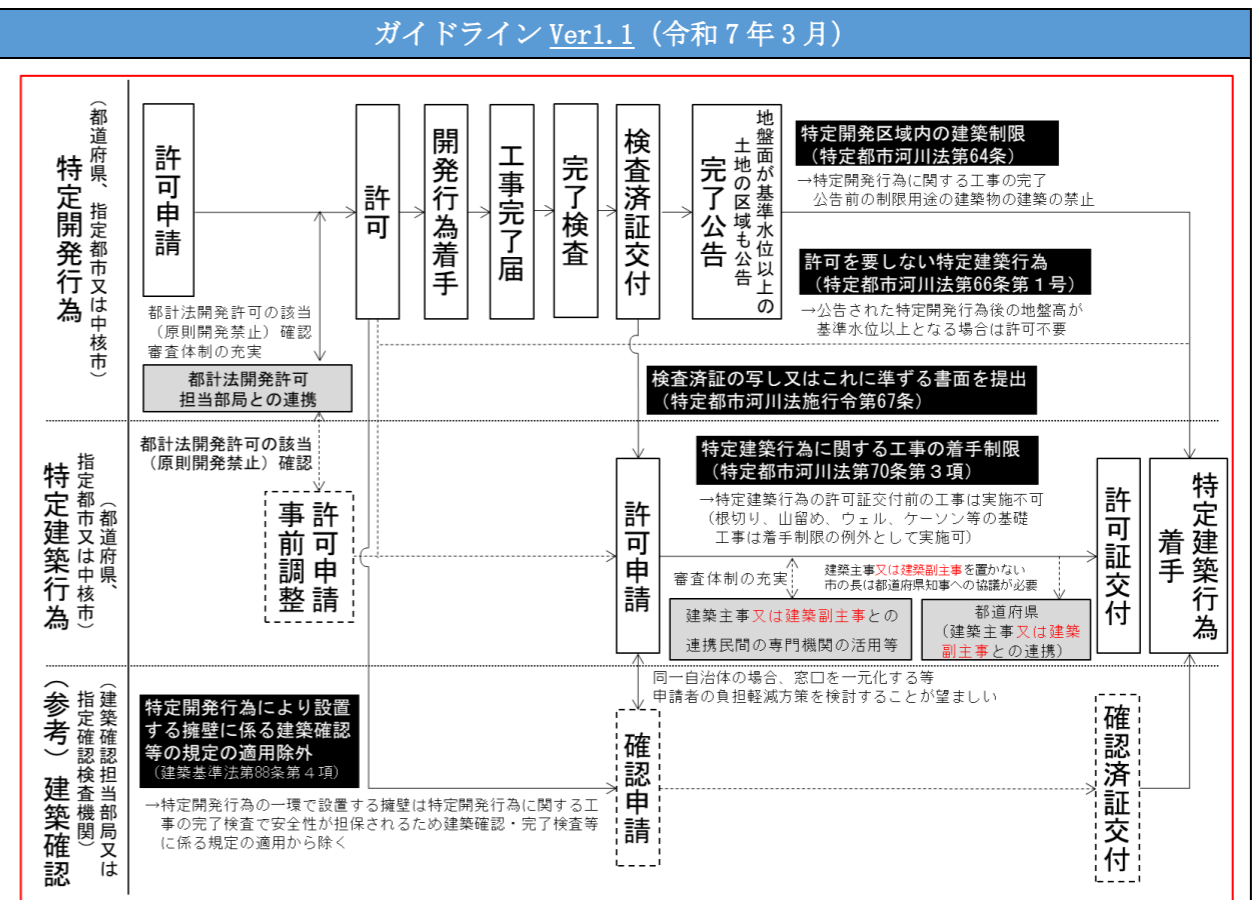 ガイドライン Ver1.1（令和７年３月）
特定開発行為
（都道府県、指定都市又は中核市）
許可申請
許可
開発行為着手
工事完了届
完了検査
検査済証交付
完了公告
地盤面が基準水位以上の
土地の区域も公告
特定開発区域内の建築制限
（特定都市河川法第64条）
→特定開発行為に関する工事の完了
公告前の制限用途の建築物の建築の禁止
許可を要しない特定建築行為
（特定都市河川法第66条第１号）
→公告された特定開発行為後の地盤高が
基準水位以上となる場合は許可不要
都計法開発許可の該当
（原則開発禁止）確認
審査体制の充実
都計法開発許可
担当部局との連携
検査済証の写し又はこれに準ずる書面を提出
（特定都市河川法施行令第67条）
特定建築行為
（都道府県、
指定都市又は中核市）
都計法開発許可の該当
（原則開発禁止）確認
許可申請
事前調整
許可申請
特定建築行為に関する工事の着手制限
（特定都市河川法第70条第３項）
→特定建築行為の許可証交付前の工事は実施不可
（根切り、山留め、ウェル、ケーソン等の基礎
工事は着手制限の例外として実施可）
審査体制の充実
建築主事又は建築副主事を置かない
市の長は都道府県知事への協議が必要
建築主事又は建築副主事との
連携民間の専門機関の活用等
都道府県
（建築主事又は建築
副主事との連携）
許可証交付
特定建築行為
着手
同一自治体の場合、窓口を一元化する等
申請者の負担軽減方策を検討することが望ましい
（参考）建築確認
（建築確認担当部局又は
指定確認検査機関）
特定開発行為により設置
する擁壁に係る建築確認
等の規定の適用除外
（建築基準法第88条第４項）
→特定開発行為の一環で設置する擁壁は特定開発行為に関する工
事の完了検査で安全性が担保されるため建築確認・完了検査等
に係る規定の適用から除く
確認申請
確認済証交付